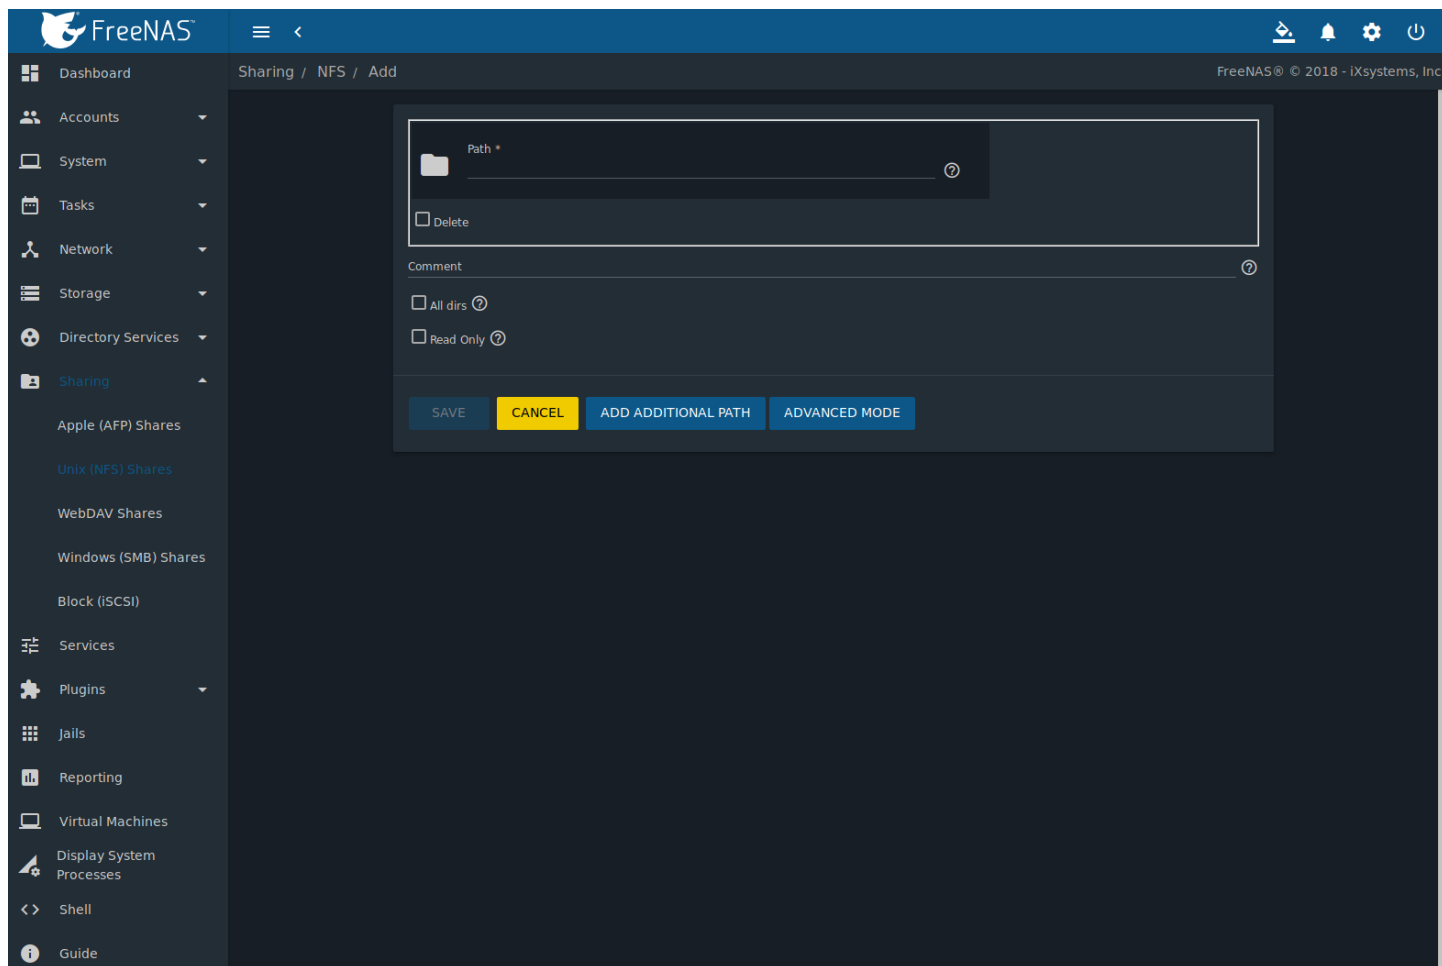 FreeNAS™
Dashboard
Sharing / NFS / Add
FreeNAS® © 2018 - iXsystems, Inc
Accounts
System
Tasks
Network
Storage
Directory Services
Sharing
Apple (AFP) Shares
Unix (NFS) Shares
WebDAV Shares
Windows (SMB) Shares
Block (iSCSI)
Services
Plugins
Jails
Reporting
Virtual Machines
Display System
Processes
Shell
Guide
Path *
Delete
Comment
All dirs
Read Only
SAVE CANCEL ADD ADDITIONAL PATH ADVANCED MODE